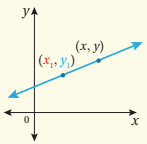 y
(x, y)
(x₁, y₁)
0
x